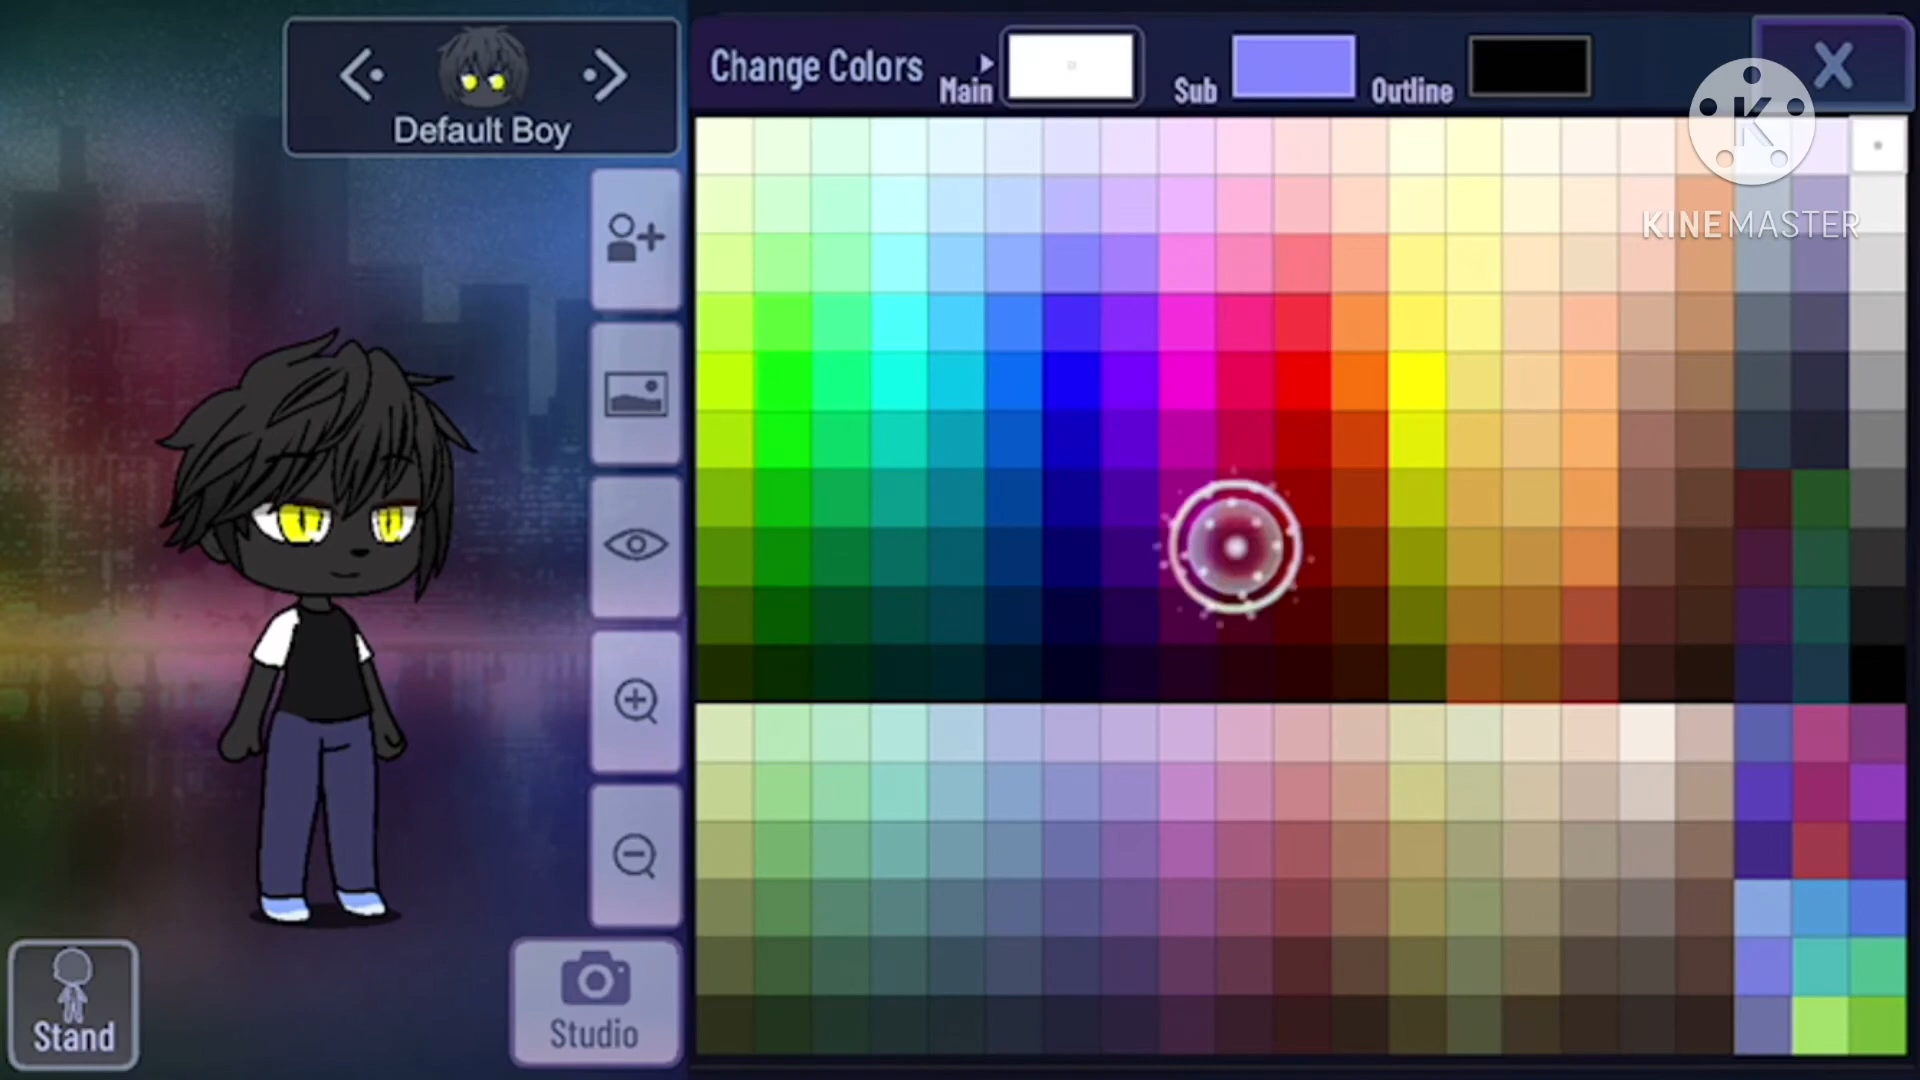 Default Boy
Change Colors
Main
Sub
Outline
X
K
KINEMASTER
Stand
Studio